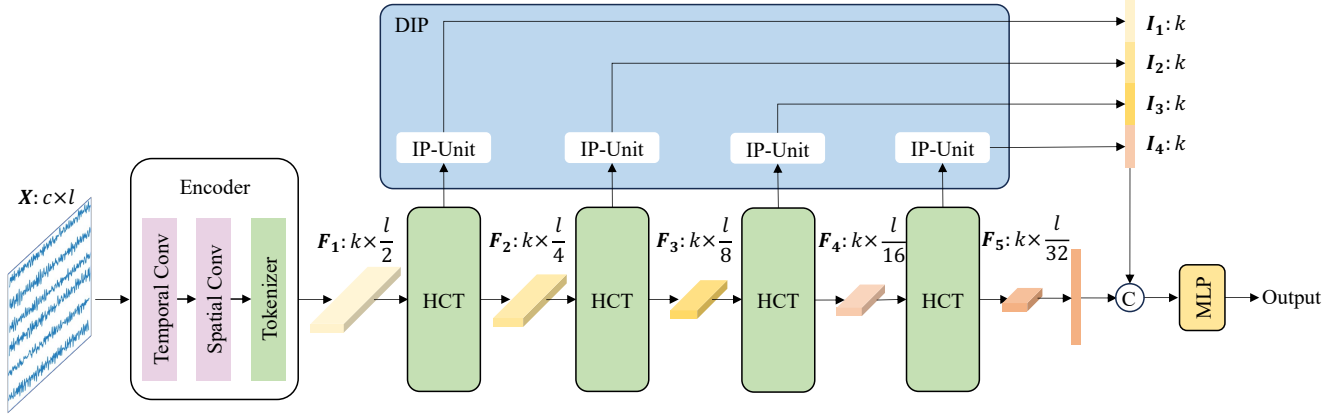 DIP
I₁: k
I₂: k
I₃: k
I₄: k
IP-Unit
IP-Unit
IP-Unit
IP-Unit
Encoder
X: c×l
Temporal Conv
Spatial Conv
Tokenizer
F₁: k× l/2
F₂: k× l/4
F₃: k× l/8
F₄: k× l/16
F₅: k× l/32
HCT
HCT
HCT
HCT
C
MLP
Output